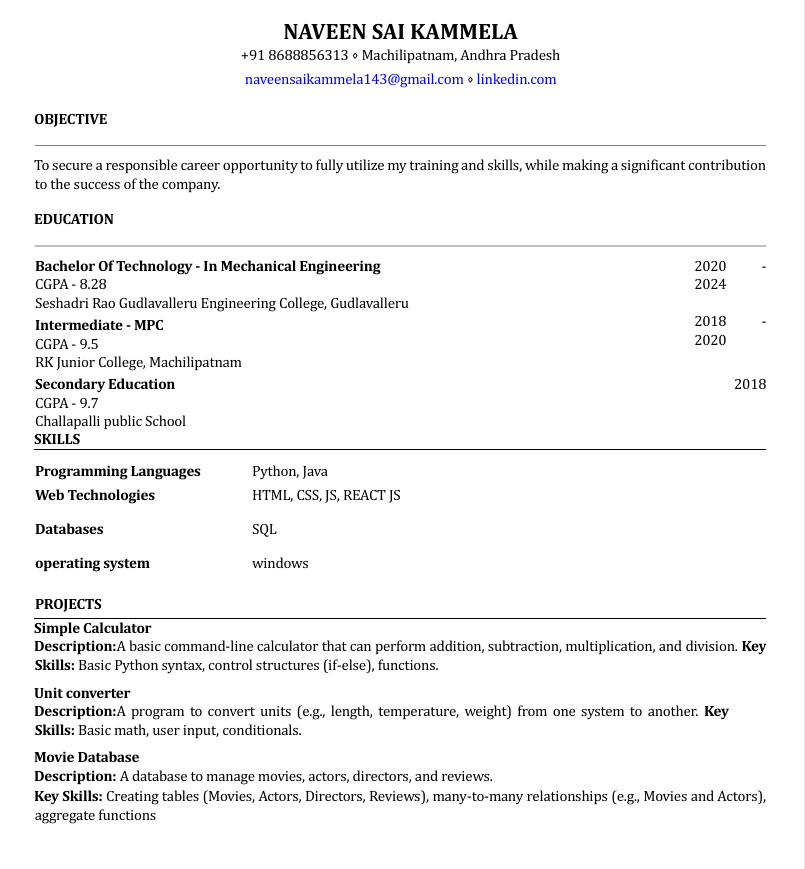 NAVEEN SAI KAMMELA
+91 8688856313 ⋄ Machilipatnam, Andhra Pradesh
naveensaikammela143@gmail.com ⋄ linkedin.com
OBJECTIVE
To secure a responsible career opportunity to fully utilize my training and skills, while making a significant contribution
to the success of the company.
EDUCATION
Bachelor Of Technology - In Mechanical Engineering 2020 -
CGPA - 8.28 2024
Seshadri Rao Gudlavalleru Engineering College, Gudlavalleru
Intermediate - MPC 2018 -
CGPA - 9.5 2020
RK Junior College, Machilipatnam
Secondary Education 2018
CGPA - 9.7
Challapalli public School
SKILLS
Programming Languages Python, Java
Web Technologies HTML, CSS, JS, REACT JS
Databases SQL
operating system windows
PROJECTS
Simple Calculator
Description:A basic command-line calculator that can perform addition, subtraction, multiplication, and division. Key
Skills: Basic Python syntax, control structures (if-else), functions.
Unit converter
Description:A program to convert units (e.g., length, temperature, weight) from one system to another. Key
Skills: Basic math, user input, conditionals.
Movie Database
Description: A database to manage movies, actors, directors, and reviews.
Key Skills: Creating tables (Movies, Actors, Directors, Reviews), many-to-many relationships (e.g., Movies and Actors),
aggregate functions